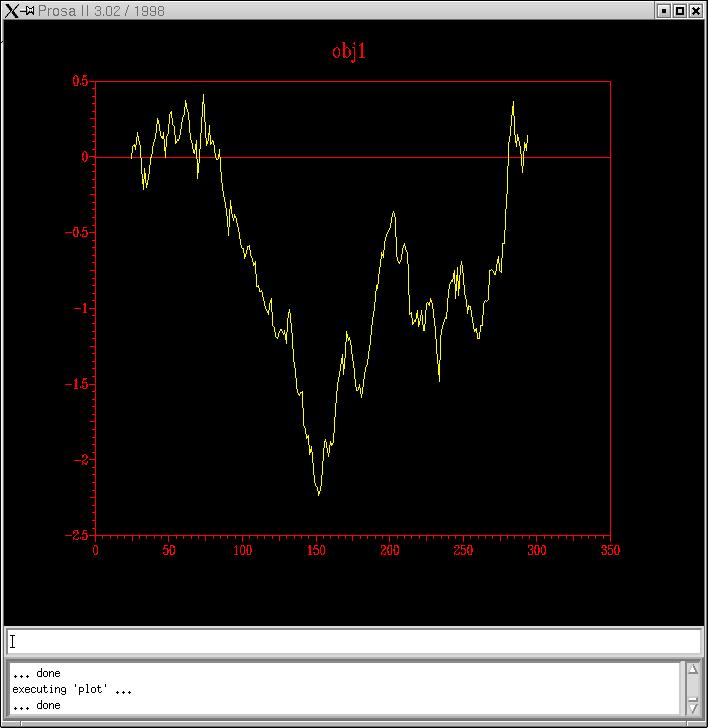 Prosa II 3.02 / 1998
obj1
0.5
0
-0.5
-1
-1.5
-2
-2.5
0 50 100 150 200 250 300 350
... done
executing 'plot' ...
... done